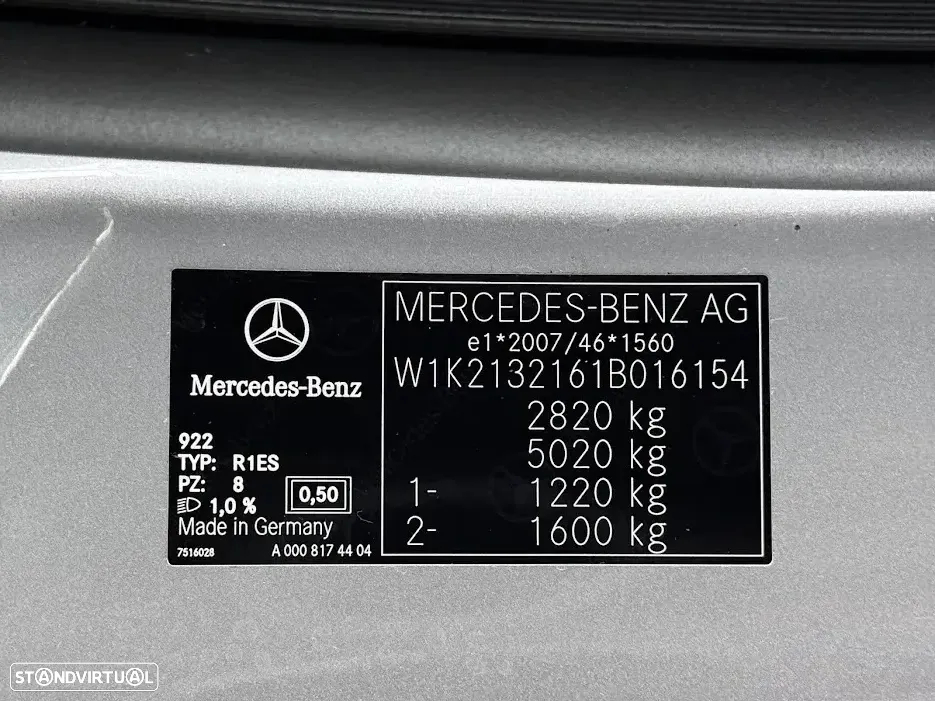 Mercedes-Benz
922
TYP: R1ES
PZ: 8
1,0 %
0,50
Made in Germany
7516028 A 000 817 44 04
MERCEDES-BENZ AG
e1*2007/46*1560
W1K2132161B016154
2820 kg
5020 kg
1- 1220 kg
2- 1600 kg
STANDVIRTUAL